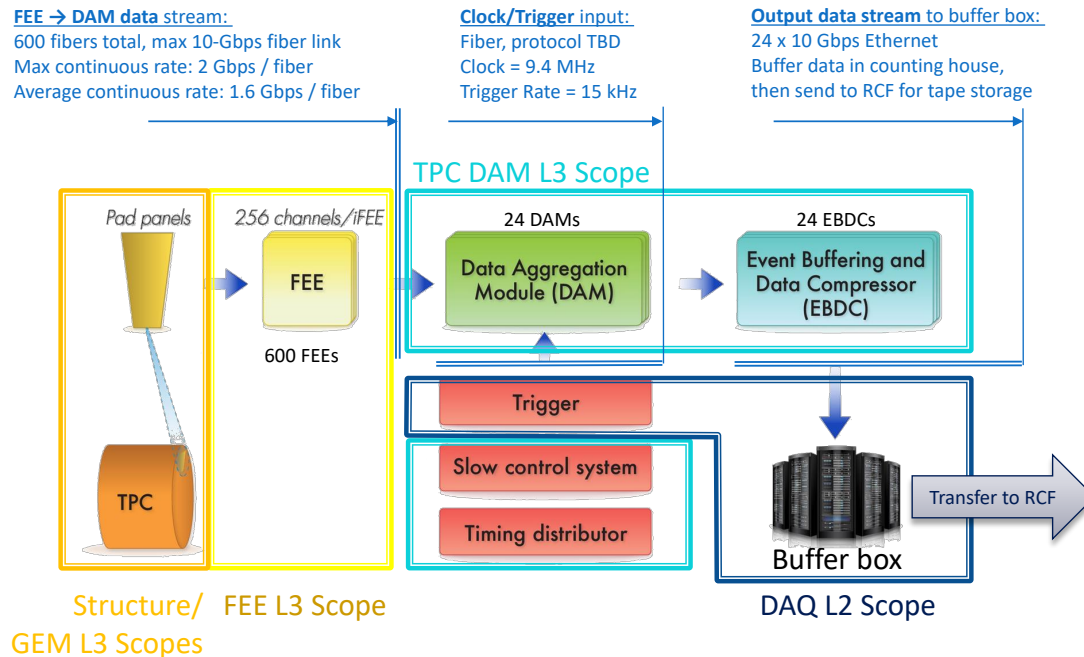 FEE → DAM data stream:
600 fibers total, max 10-Gbps fiber link
Max continuous rate: 2 Gbps / fiber
Average continuous rate: 1.6 Gbps / fiber
Clock/Trigger input:
Fiber, protocol TBD
Clock = 9.4 MHz
Trigger Rate = 15 kHz
Output data stream to buffer box:
24 x 10 Gbps Ethernet
Buffer data in counting house,
then send to RCF for tape storage
TPC DAM L3 Scope
Pad panels
256 channels/iFEE
24 DAMs
24 EBDCs
FEE
Data Aggregation
Module (DAM)
Event Buffering and
Data Compressor
(EBDC)
600 FEEs
Trigger
Slow control system
Timing distributor
TPC
Buffer box
Transfer to RCF
Structure/
GEM L3 Scopes
FEE L3 Scope
DAQ L2 Scope